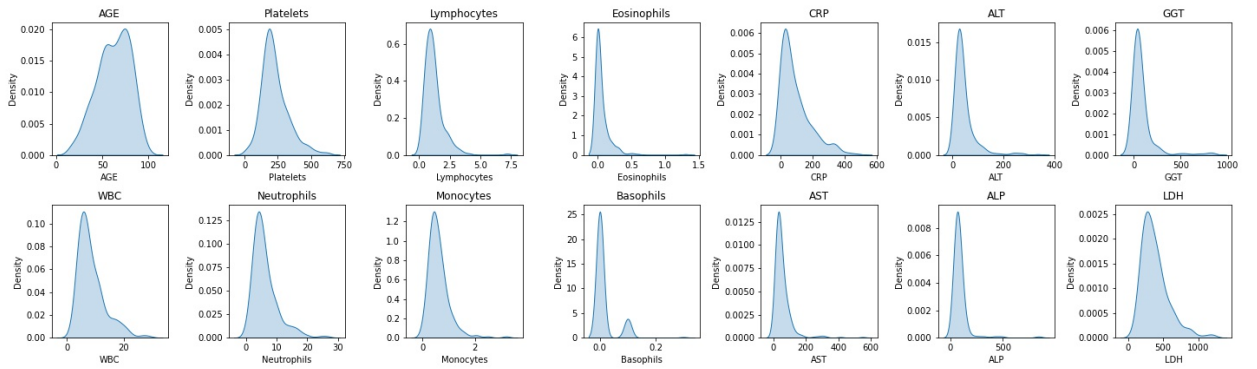 AGE Platelets Lymphocytes Eosinophils CRP ALT GGT
0.020 0.015 0.010 0.005 0.000 Density 0 50 100 AGE
0.005 0.004 0.003 0.002 0.001 0.000 Density 0 250 500 750 Platelets
0.6 0.4 0.2 0.0 Density 0.0 2.5 5.0 7.5 Lymphocytes
6 5 4 3 2 1 0 Density 0.0 0.5 1.0 1.5 Eosinophils
0.006 0.005 0.004 0.003 0.002 0.001 0.000 Density 0 200 400 600 CRP
0.015 0.010 0.005 0.000 Density 0 200 400 ALT
0.006 0.005 0.004 0.003 0.002 0.001 0.000 Density 0 500 1000 GGT
WBC Neutrophils Monocytes Basophils AST ALP LDH
0.10 0.08 0.06 0.04 0.02 0.00 Density 0 20 WBC
0.125 0.100 0.075 0.050 0.025 0.000 Density 0 10 20 30 Neutrophils
1.2 1.0 0.8 0.6 0.4 0.2 0.0 Density 0 2 Monocytes
25 20 15 10 5 0 Density 0.0 0.2 Basophils
0.0125 0.0100 0.0075 0.0050 0.0025 0.0000 Density 0 200 400 600 AST
0.008 0.006 0.004 0.002 0.000 Density 0 500 ALP
0.0025 0.0020 0.0015 0.0010 0.0005 0.0000 Density 0 500 1000 LDH